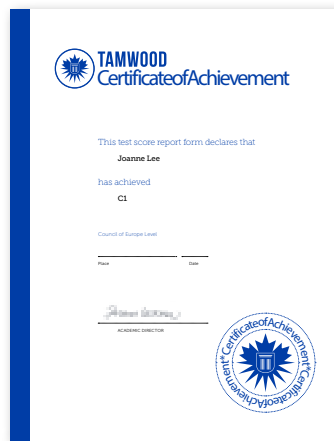 TAMWOOD
CertificateofAchievement
This test score report form declares that
Joanne Lee
has achieved
C1
Council of Europe Level
Place Date
ACADEMIC DIRECTOR
CertificateofAchievement*CertificateofAchievement*